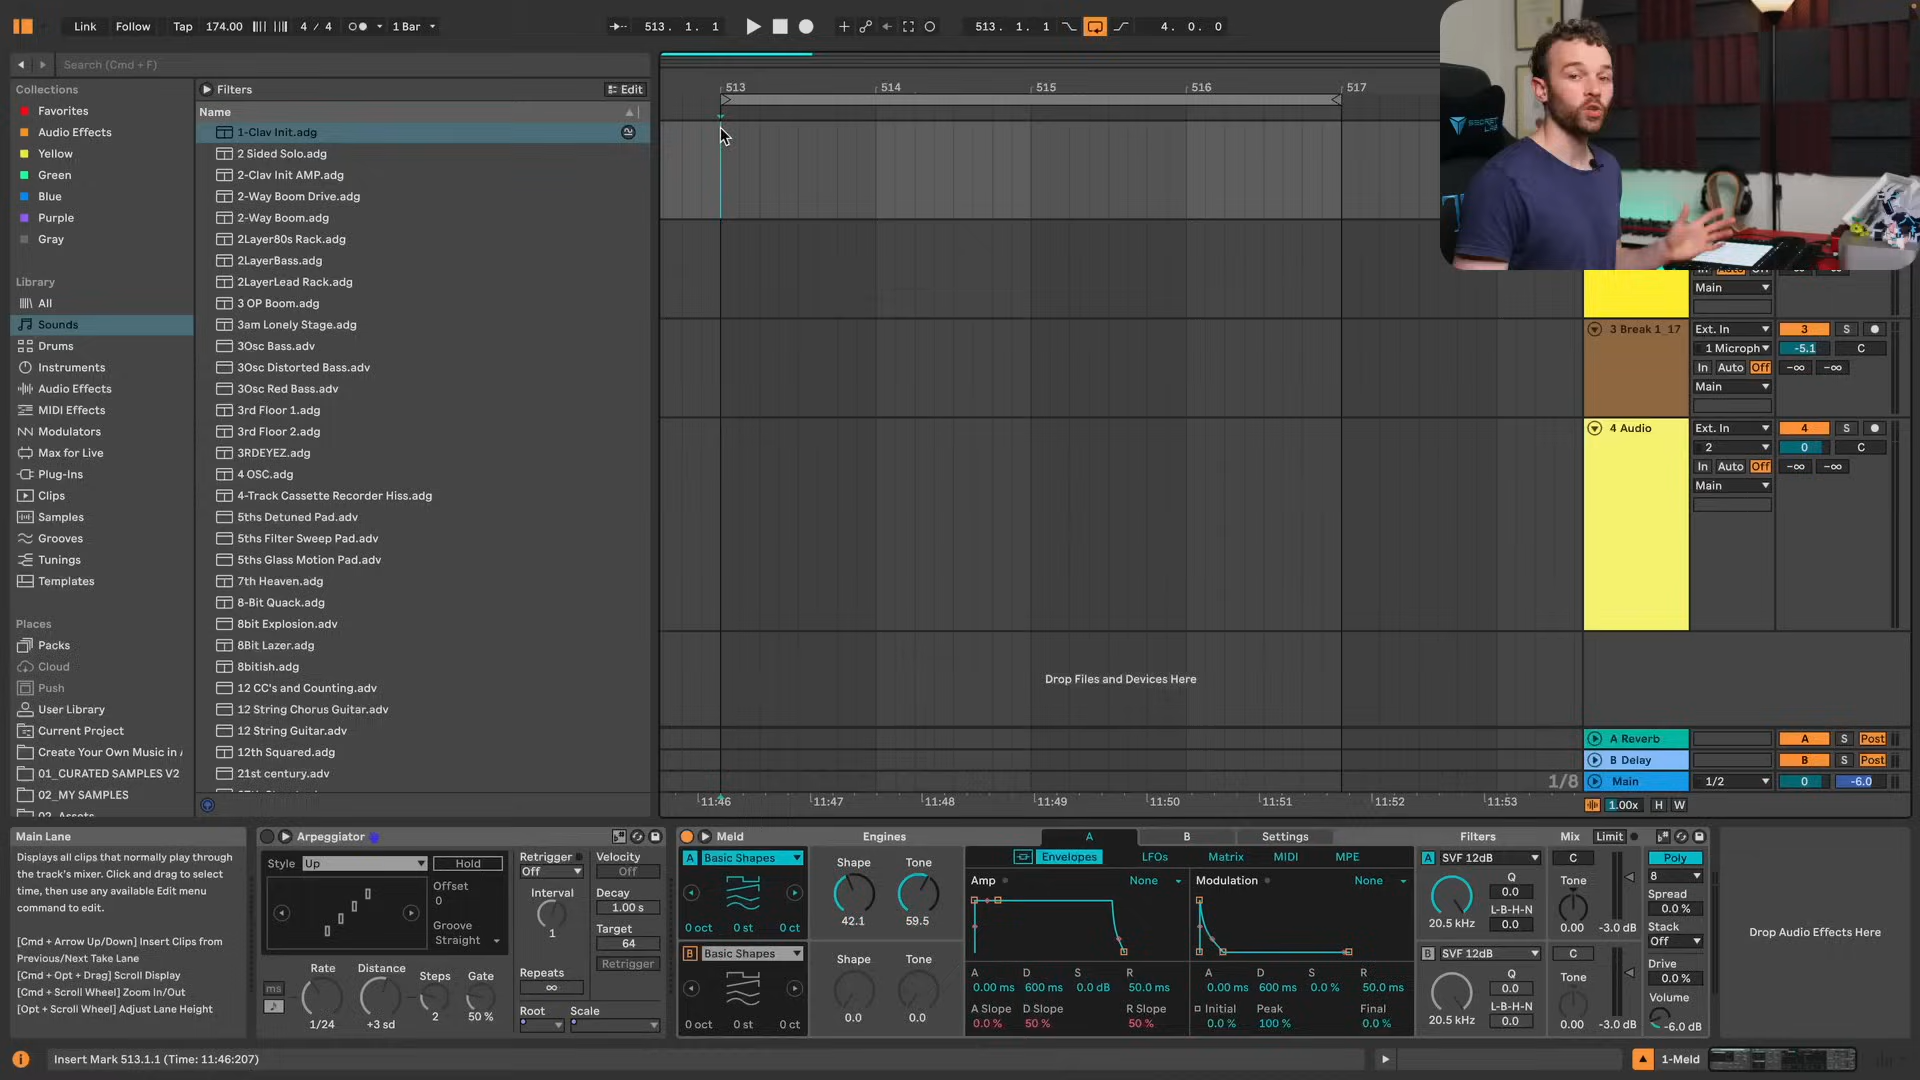 Link Follow Tap 174.00 4 / 4 1 Bar 513. 1. 1 513. 1. 1 4. 0. 0
Search (Cmd + F)
Collections
Favorites
Audio Effects
Yellow
Green
Blue
Purple
Gray
Library
All
Sounds
Drums
Instruments
Audio Effects
MIDI Effects
Modulators
Max for Live
Plug-Ins
Clips
Samples
Grooves
Tunings
Templates
Places
Packs
Cloud
Push
User Library
Current Project
Create Your Own Music in
01_CURATED SAMPLES V2
02_MY SAMPLES
Filters Edit
Name
1-Clav Init.adg
2 Sided Solo.adg
2-Clav Init AMP.adg
2-Way Boom Drive.adg
2-Way Boom.adg
2Layer80s Rack.adg
2LayerBass.adg
2LayerLead Rack.adg
3 OP Boom.adg
3am Lonely Stage.adg
3Osc Bass.adv
3Osc Distorted Bass.adv
3Osc Red Bass.adv
3rd Floor 1.adg
3rd Floor 2.adg
3RDEYEZ.adg
4 OSC.adg
4-Track Cassette Recorder Hiss.adg
5ths Detuned Pad.adv
5ths Filter Sweep Pad.adv
5ths Glass Motion Pad.adv
7th Heaven.adg
8-Bit Quack.adg
8bit Explosion.adv
8Bit Lazer.adg
8bitish.adg
12 CC's and Counting.adg
12 String Chorus Guitar.adv
12 String Guitar.adv
12th Squared.adg
21st century.adv
513 514 515 516 517
SECRET LAB
Main
3 Break 1_17 Ext. In 3 S
1 Microph -5.1 C
In Auto Off -∞ -∞
Main
4 Audio Ext. In 4 S
2 0 C
In Auto Off -∞ -∞
Main
Drop Files and Devices Here
A Reverb A S Post
B Delay B S Post
1/8 Main 1/2 0 -6.0
11:46 11:47 11:48 11:49 11:50 11:51 11:52 11:53 1.00x H W
Main Lane
Displays all clips that normally play through
the track's mixer. Click and drag to select
time, then use any available Edit menu
command to edit.
[Cmd + Arrow Up/Down] Insert Clips from
Previous/Next Take Lane
[Cmd + Opt + Drag] Scroll Display
[Cmd + Scroll Wheel] Zoom In/Out
[Opt + Scroll Wheel] Adjust Lane Height
Arpeggiator
Style Up Hold
Offset
0
Groove
Straight
Rate Distance Steps Gate
ms
1/24 +3 sd 2 50 %
Retrigger
Off
Interval
1
Repeats
∞
Root Scale
Velocity
Off
Decay
1.00 s
Target
64
Retrigger
Meld Engines A B Settings Filters Mix Limit
A Basic Shapes
0 oct 0 st 0 ct
B Basic Shapes
0 oct 0 st 0 ct
Shape Tone
42.1 59.5
Shape Tone
0.0 0.0
Envelopes LFOs Matrix MIDI MPE
Amp None
A D S R
0.00 ms 600 ms 0.0 dB 50.0 ms
A Slope D Slope R Slope
0.0 % 50 % 50 %
Modulation None
A D S R
0.00 ms 600 ms 0.0 % 50.0 ms
Initial Peak Final
0.0 % 100 % 0.0 %
A SVF 12dB
Q
0.0
L-B-H-N
20.5 kHz 0.0
B SVF 12dB
Q
0.0
L-B-H-N
20.5 kHz 0.0
C
Tone
0.00 -3.0 dB
C
Tone
0.00 -3.0 dB
Poly
8
Spread
0.0 %
Stack
Off
Drive
0.0 %
Volume
-6.0 dB
Drop Audio Effects Here
Insert Mark 513.1.1 (Time: 11:46:207) 1-Meld